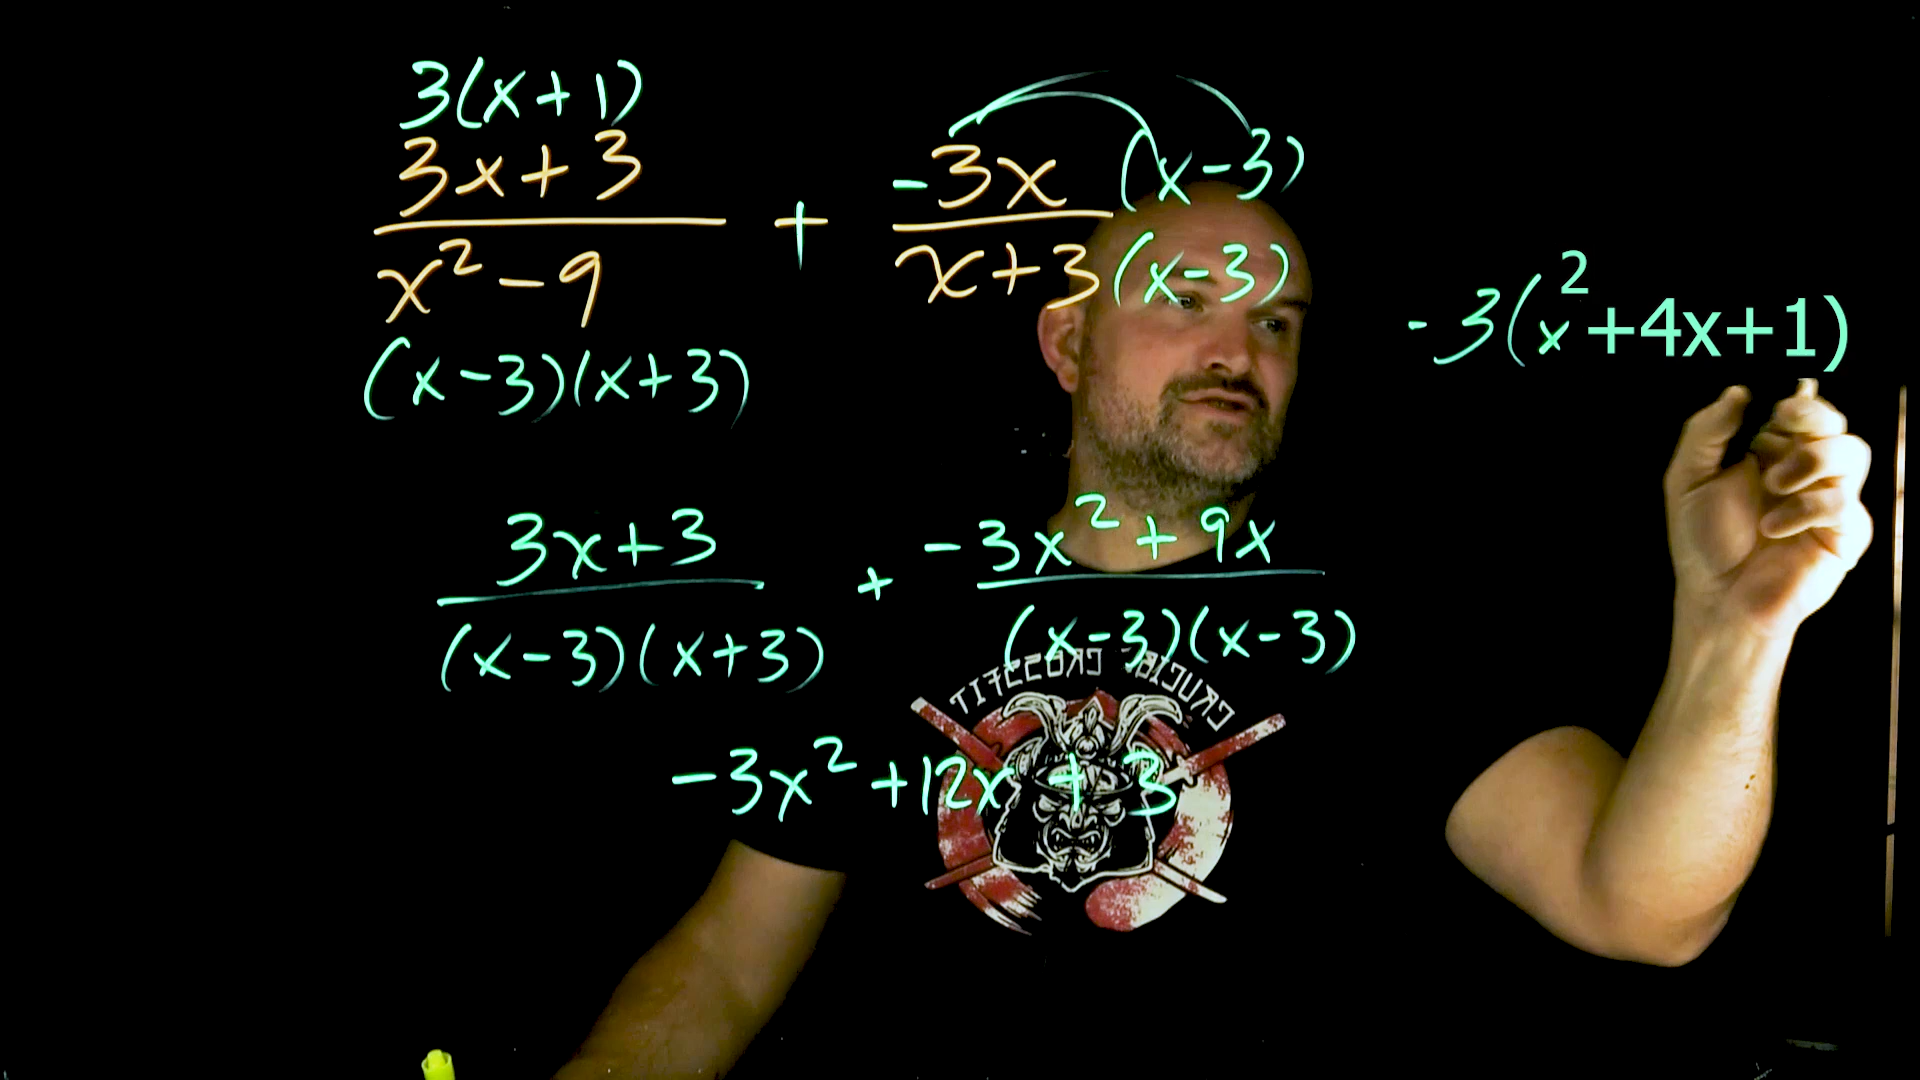 3(x+1)
3x+3
x² - 9
(x-3)(x+3)
+
-3x (x-3)
x+3 (x-3)
-3(x²+4x+1)
3x+3
(x-3)(x+3)
+
-3x² + 9x
(x-3)(x-3)
CRUCIBLE CROSSFIT
-3x² +12x + 3